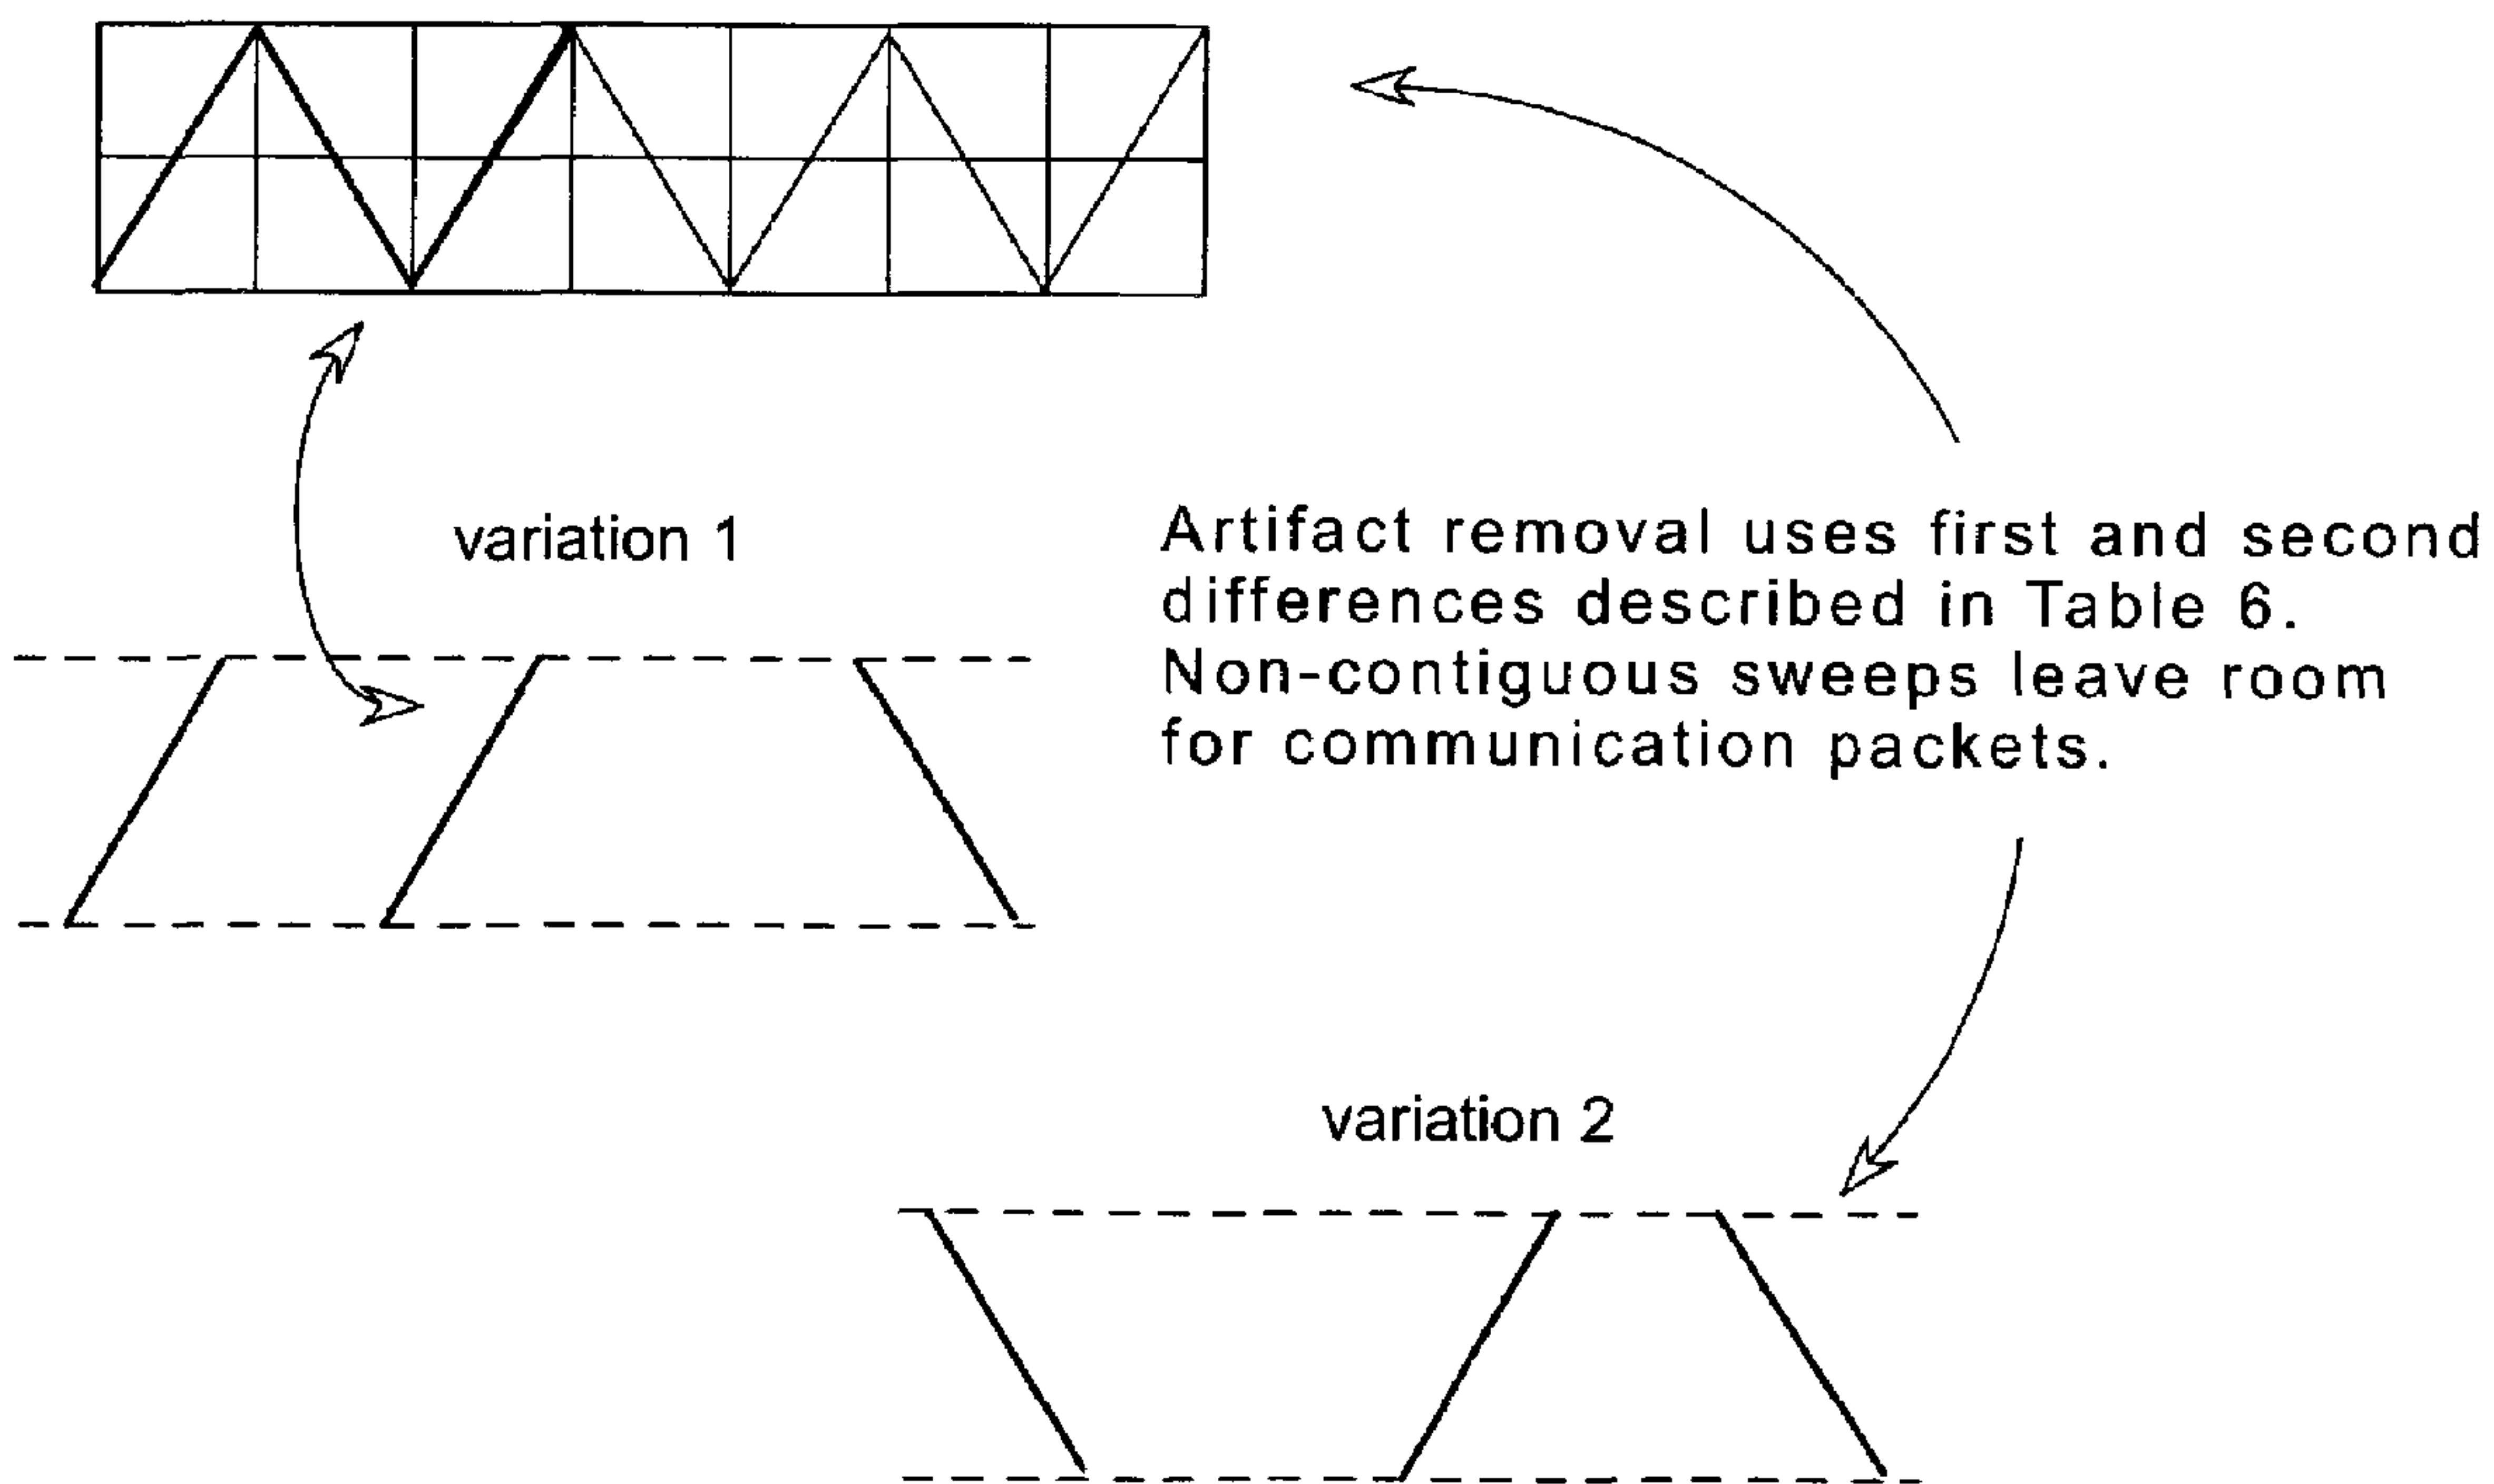 variation 1
Artifact removal uses first and second
differences described in Table 6.
Non-contiguous sweeps leave room
for communication packets.
variation 2